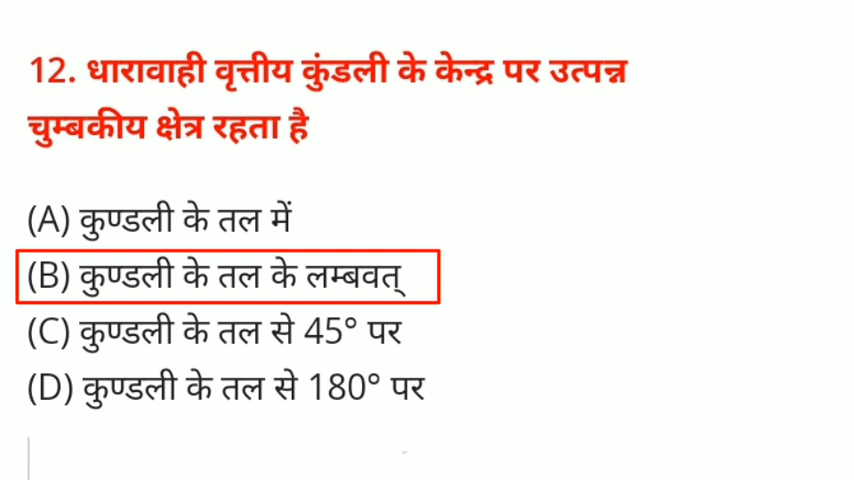 12. धारावाही वृत्तीय कुंडली के केन्द्र पर उत्पन्न
चुम्बकीय क्षेत्र रहता है
(A) कुण्डली के तल में
(B) कुण्डली के तल के लम्बवत्
(C) कुण्डली के तल से 45° पर
(D) कुण्डली के तल से 180° पर